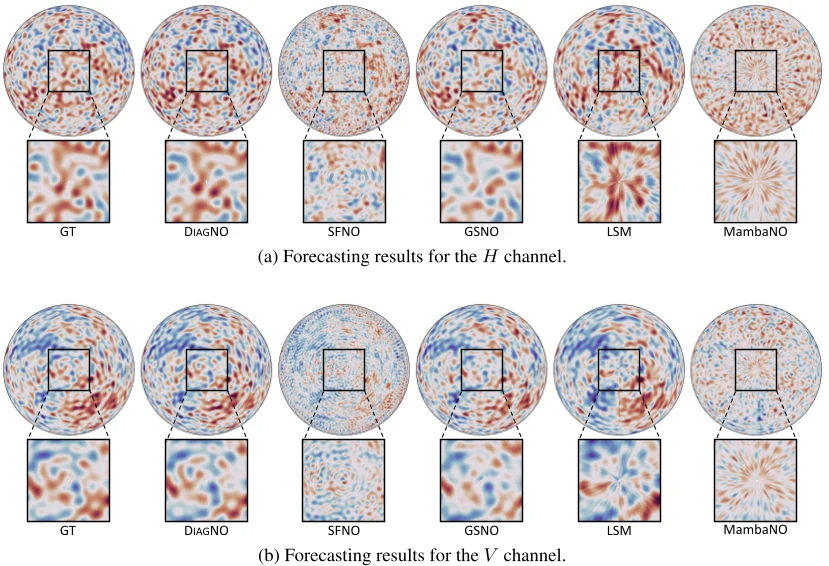 GT DIAGNO SFNO GSNO LSM MambaNO
(a) Forecasting results for the H channel.
GT DIAGNO SFNO GSNO LSM MambaNO
(b) Forecasting results for the V channel.